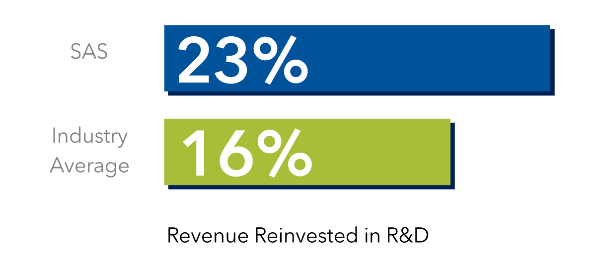 SAS
23%
Industry
Average
16%
Revenue Reinvested in R&D